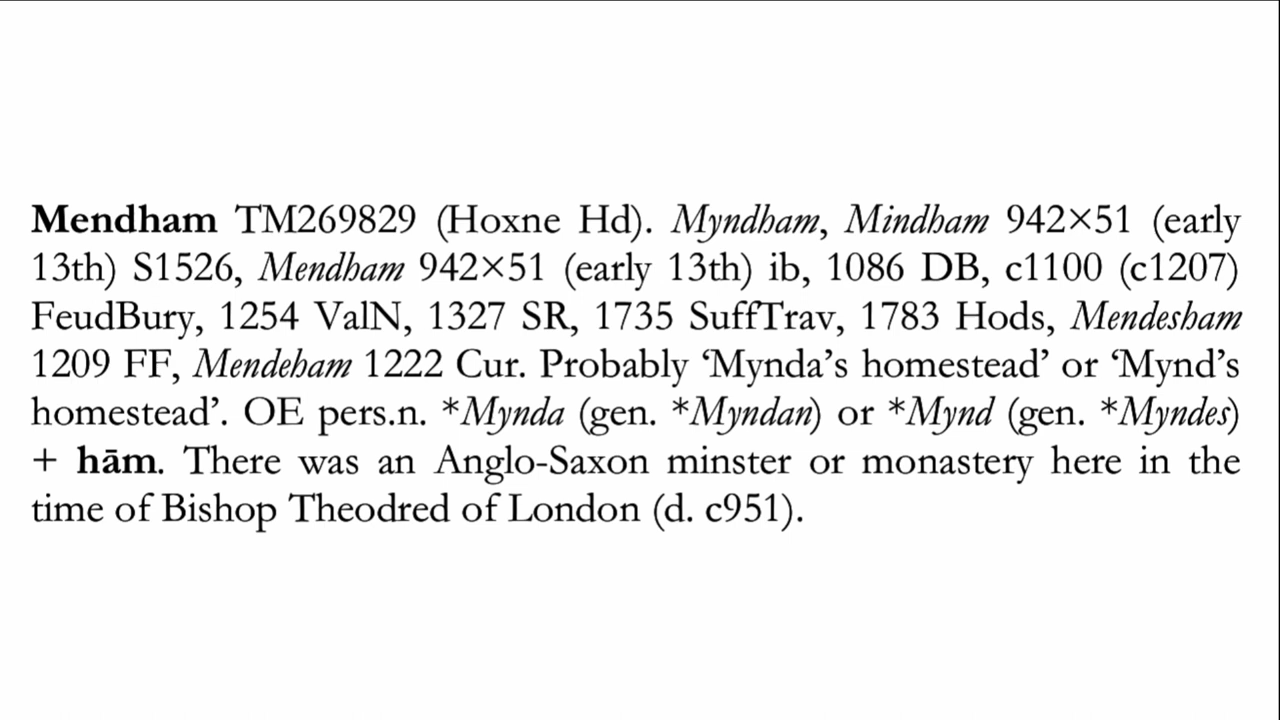 Mendham TM269829 (Hoxne Hd). Myndham, Mindham 942×51 (early
13th) S1526, Mendham 942×51 (early 13th) ib, 1086 DB, c1100 (c1207)
FeudBury, 1254 ValN, 1327 SR, 1735 SuffTrav, 1783 Hods, Mendesham
1209 FF, Mendeham 1222 Cur. Probably ‘Mynda’s homestead’ or ‘Mynd’s
homestead’. OE pers.n. *Mynda (gen. *Myndan) or *Mynd (gen. *Myndes)
+ hām. There was an Anglo-Saxon minster or monastery here in the
time of Bishop Theodred of London (d. c951).